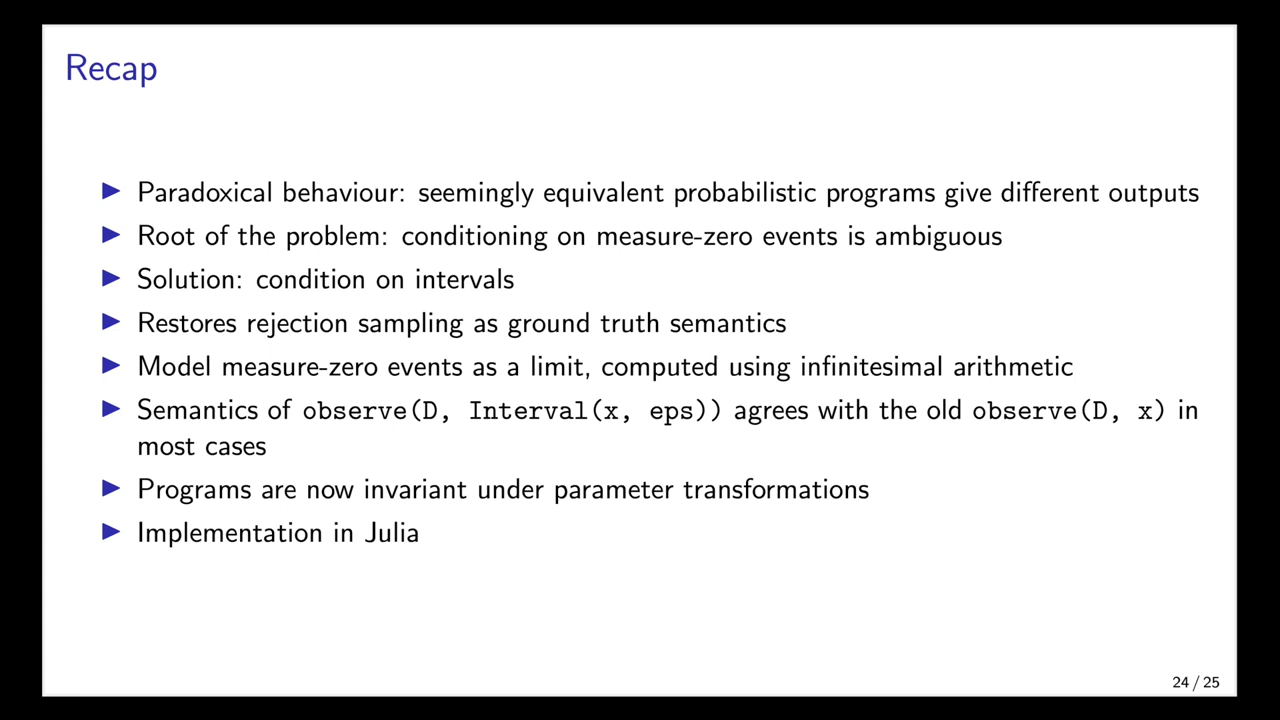 Recap
▶ Paradoxical behaviour: seemingly equivalent probabilistic programs give different outputs
▶ Root of the problem: conditioning on measure-zero events is ambiguous
▶ Solution: condition on intervals
▶ Restores rejection sampling as ground truth semantics
▶ Model measure-zero events as a limit, computed using infinitesimal arithmetic
▶ Semantics of observe(D, Interval(x, eps)) agrees with the old observe(D, x) in
most cases
▶ Programs are now invariant under parameter transformations
▶ Implementation in Julia
24 / 25